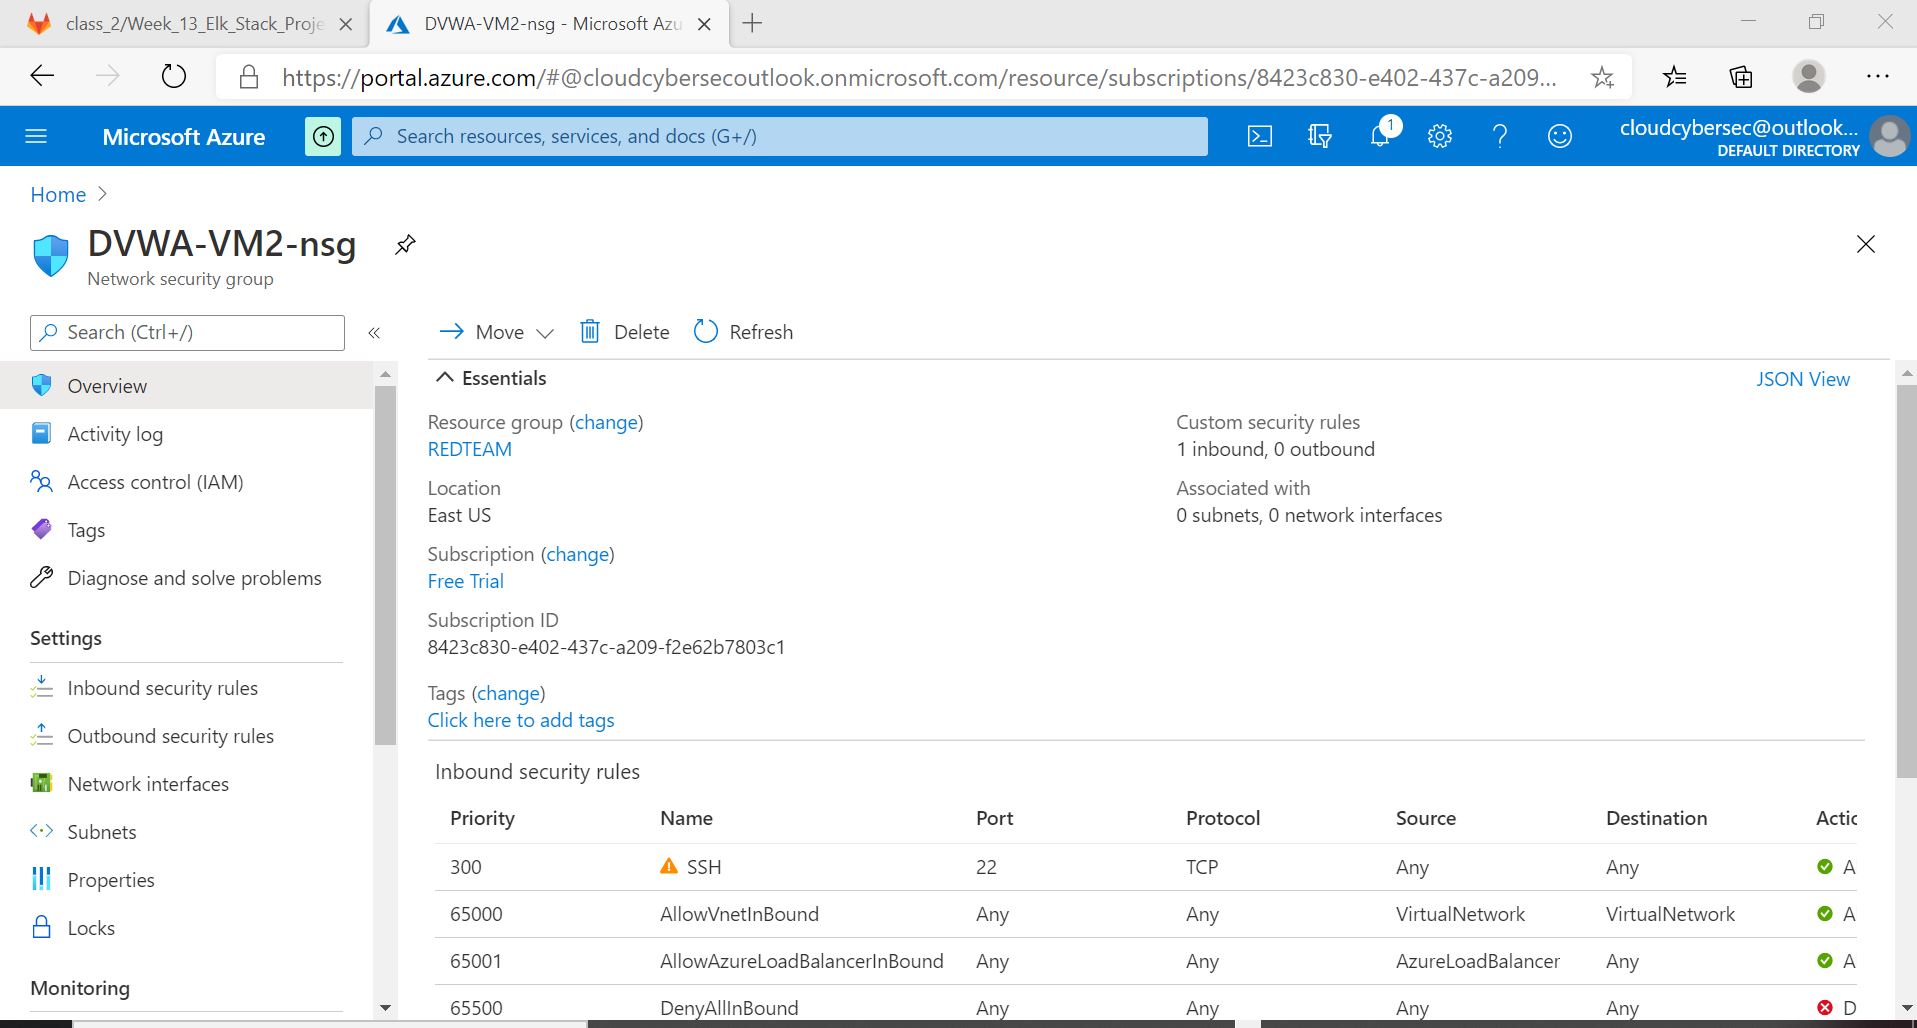 class_2/Week_13_Elk_Stack_Proje
DVWA-VM2-nsg - Microsoft Azu
https://portal.azure.com/#@cloudcybersecoutlook.onmicrosoft.com/resource/subscriptions/8423c830-e402-437c-a209...
Microsoft Azure
Search resources, services, and docs (G+/)
1
cloudcybersec@outlook...
DEFAULT DIRECTORY
Home
DVWA-VM2-nsg
Network security group
Search (Ctrl+/)
«
Move
Delete
Refresh
Overview
Activity log
Access control (IAM)
Tags
Diagnose and solve problems
Settings
Inbound security rules
Outbound security rules
Network interfaces
Subnets
Properties
Locks
Monitoring
Essentials
JSON View
Resource group (change)
REDTEAM
Location
East US
Subscription (change)
Free Trial
Subscription ID
8423c830-e402-437c-a209-f2e62b7803c1
Tags (change)
Click here to add tags
Custom security rules
1 inbound, 0 outbound
Associated with
0 subnets, 0 network interfaces
Inbound security rules
Priority Name Port Protocol Source Destination Actic
300 SSH 22 TCP Any Any A
65000 AllowVnetInBound Any Any VirtualNetwork VirtualNetwork A
65001 AllowAzureLoadBalancerInBound Any Any AzureLoadBalancer Any A
65500 DenyAllInBound Any Any Any Any D